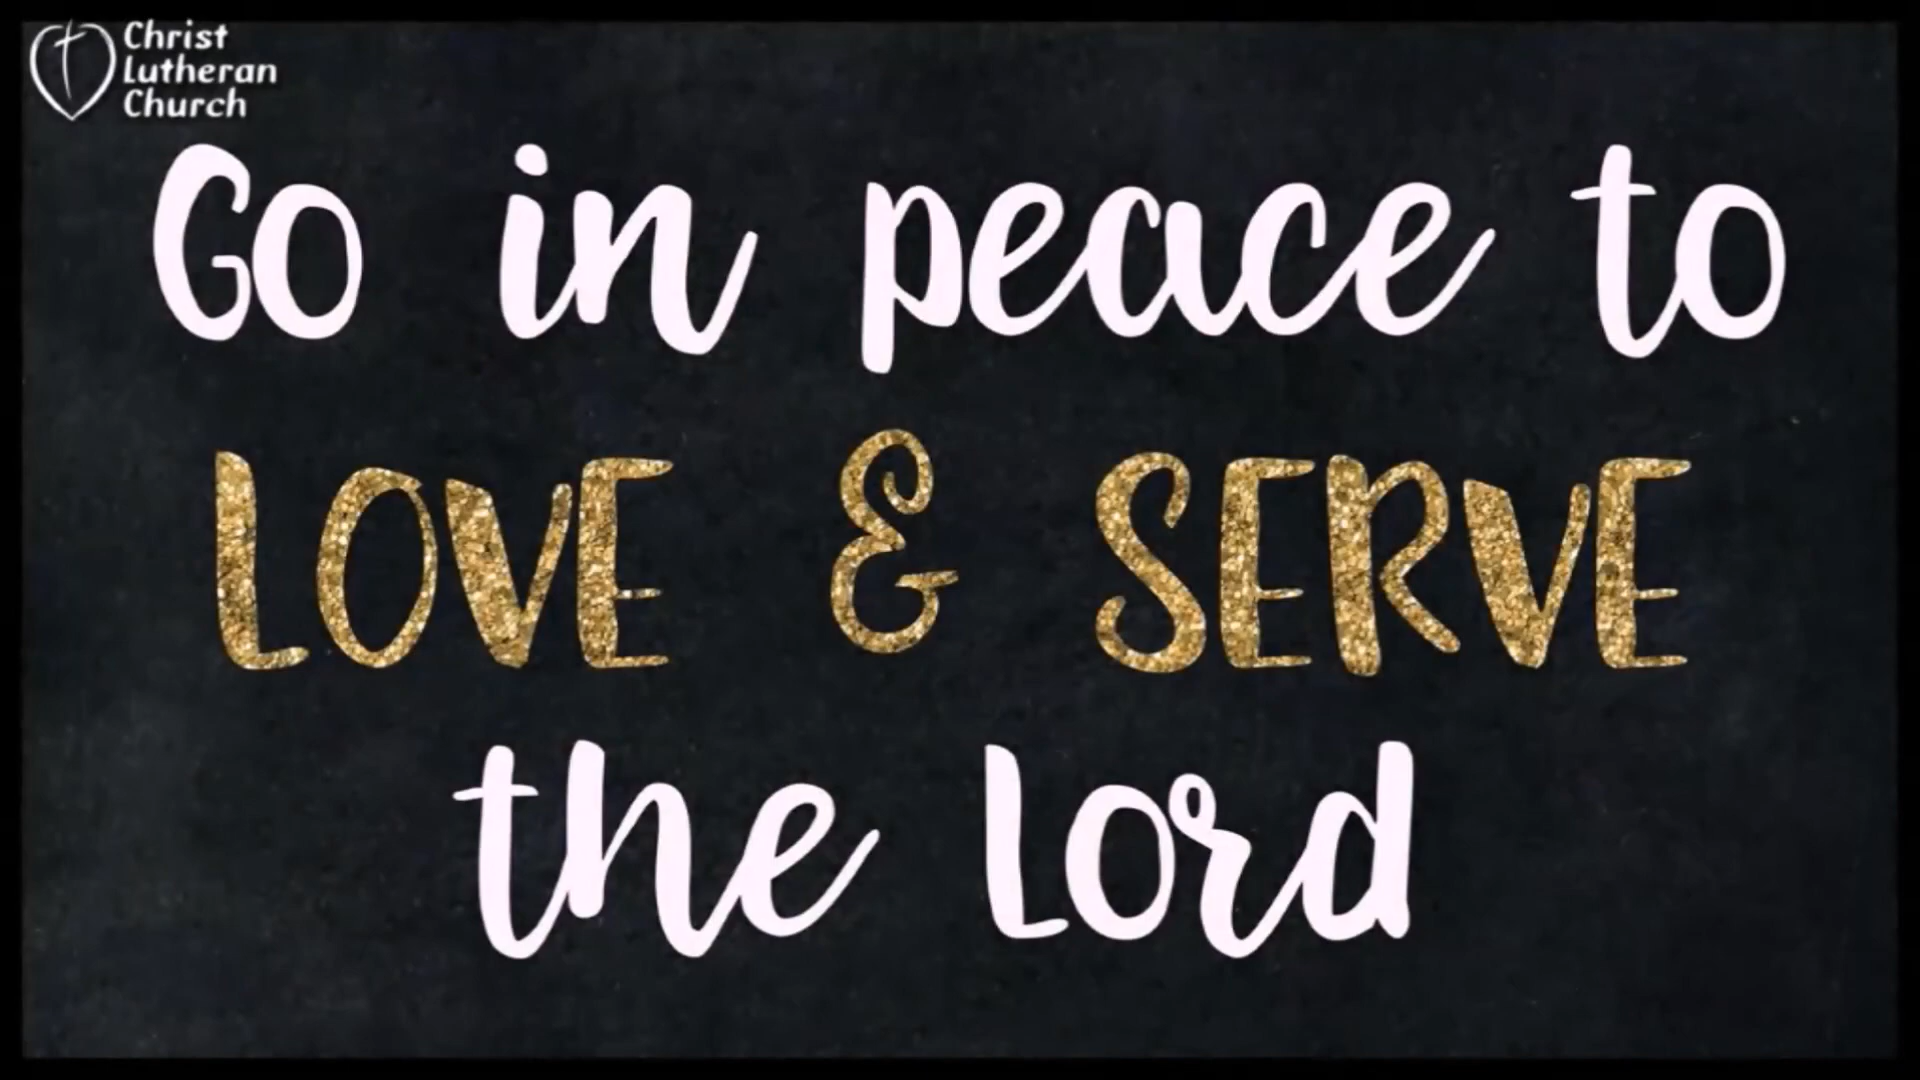 Christ
Lutheran
Church
Go in peace to
LOVE & SERVE
the Lord